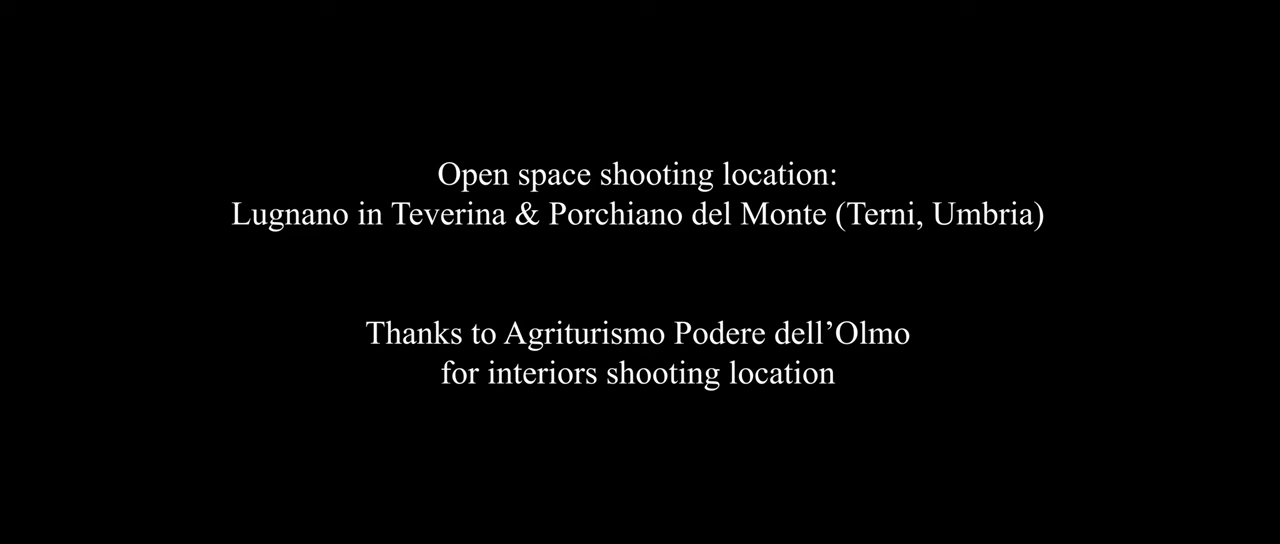 Open space shooting location:
Lugnano in Teverina & Porchiano del Monte (Terni, Umbria)
Thanks to Agriturismo Podere dell’Olmo
for interiors shooting location